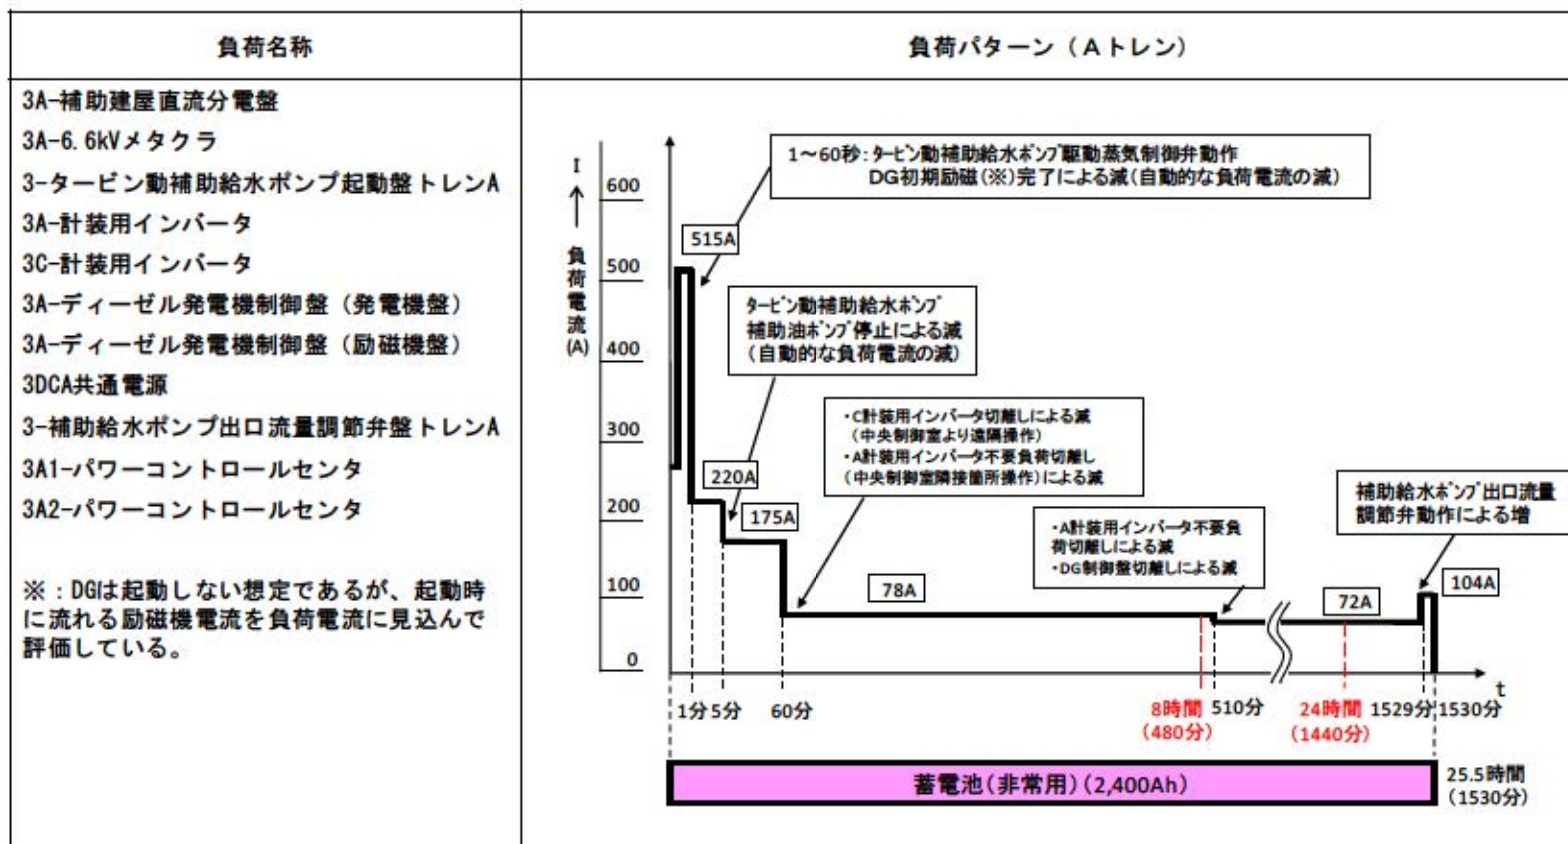 負荷名称
負荷パターン（Aトレン）
3A-補助建屋直流分電盤
3A-6.6kVメタクラ
3-タービン動補助給水ポンプ起動盤トレンA
3A-計装用インバータ
3C-計装用インバータ
3A-ディーゼル発電機制御盤（発電機盤）
3A-ディーゼル発電機制御盤（励磁機盤）
3DCA共通電源
3-補助給水ポンプ出口流量調節弁盤トレンA
3A1-パワーコントロールセンタ
3A2-パワーコントロールセンタ
※：DGは起動しない想定であるが、起動時
に流れる励磁機電流を負荷電流に見込んで
評価している。
I
↑
負荷電流
(A)
600
500
400
300
200
100
0
1～60秒：ﾀｰﾋﾞﾝ動補助給水ﾎﾟﾝﾌﾟ駆動蒸気制御弁動作
DG初期励磁(※)完了による減(自動的な負荷電流の減)
515A
ﾀｰﾋﾞﾝ動補助給水ﾎﾟﾝﾌﾟ
補助油ﾎﾟﾝﾌﾟ停止による減
(自動的な負荷電流の減)
220A
175A
・C計装用インバータ切離しによる減
（中央制御室より遠隔操作）
・A計装用インバータ不要負荷切離し
（中央制御室隣接箇所操作）による減
78A
・A計装用インバータ不要負
荷切離しによる減
・DG制御盤切離しによる減
72A
補助給水ﾎﾟﾝﾌﾟ出口流量
調節弁動作による増
104A
t
1分
5分
60分
8時間
(480分)
510分
24時間
(1440分)
1529分
1530分
蓄電池(非常用)(2,400Ah)
25.5時間
(1530分)